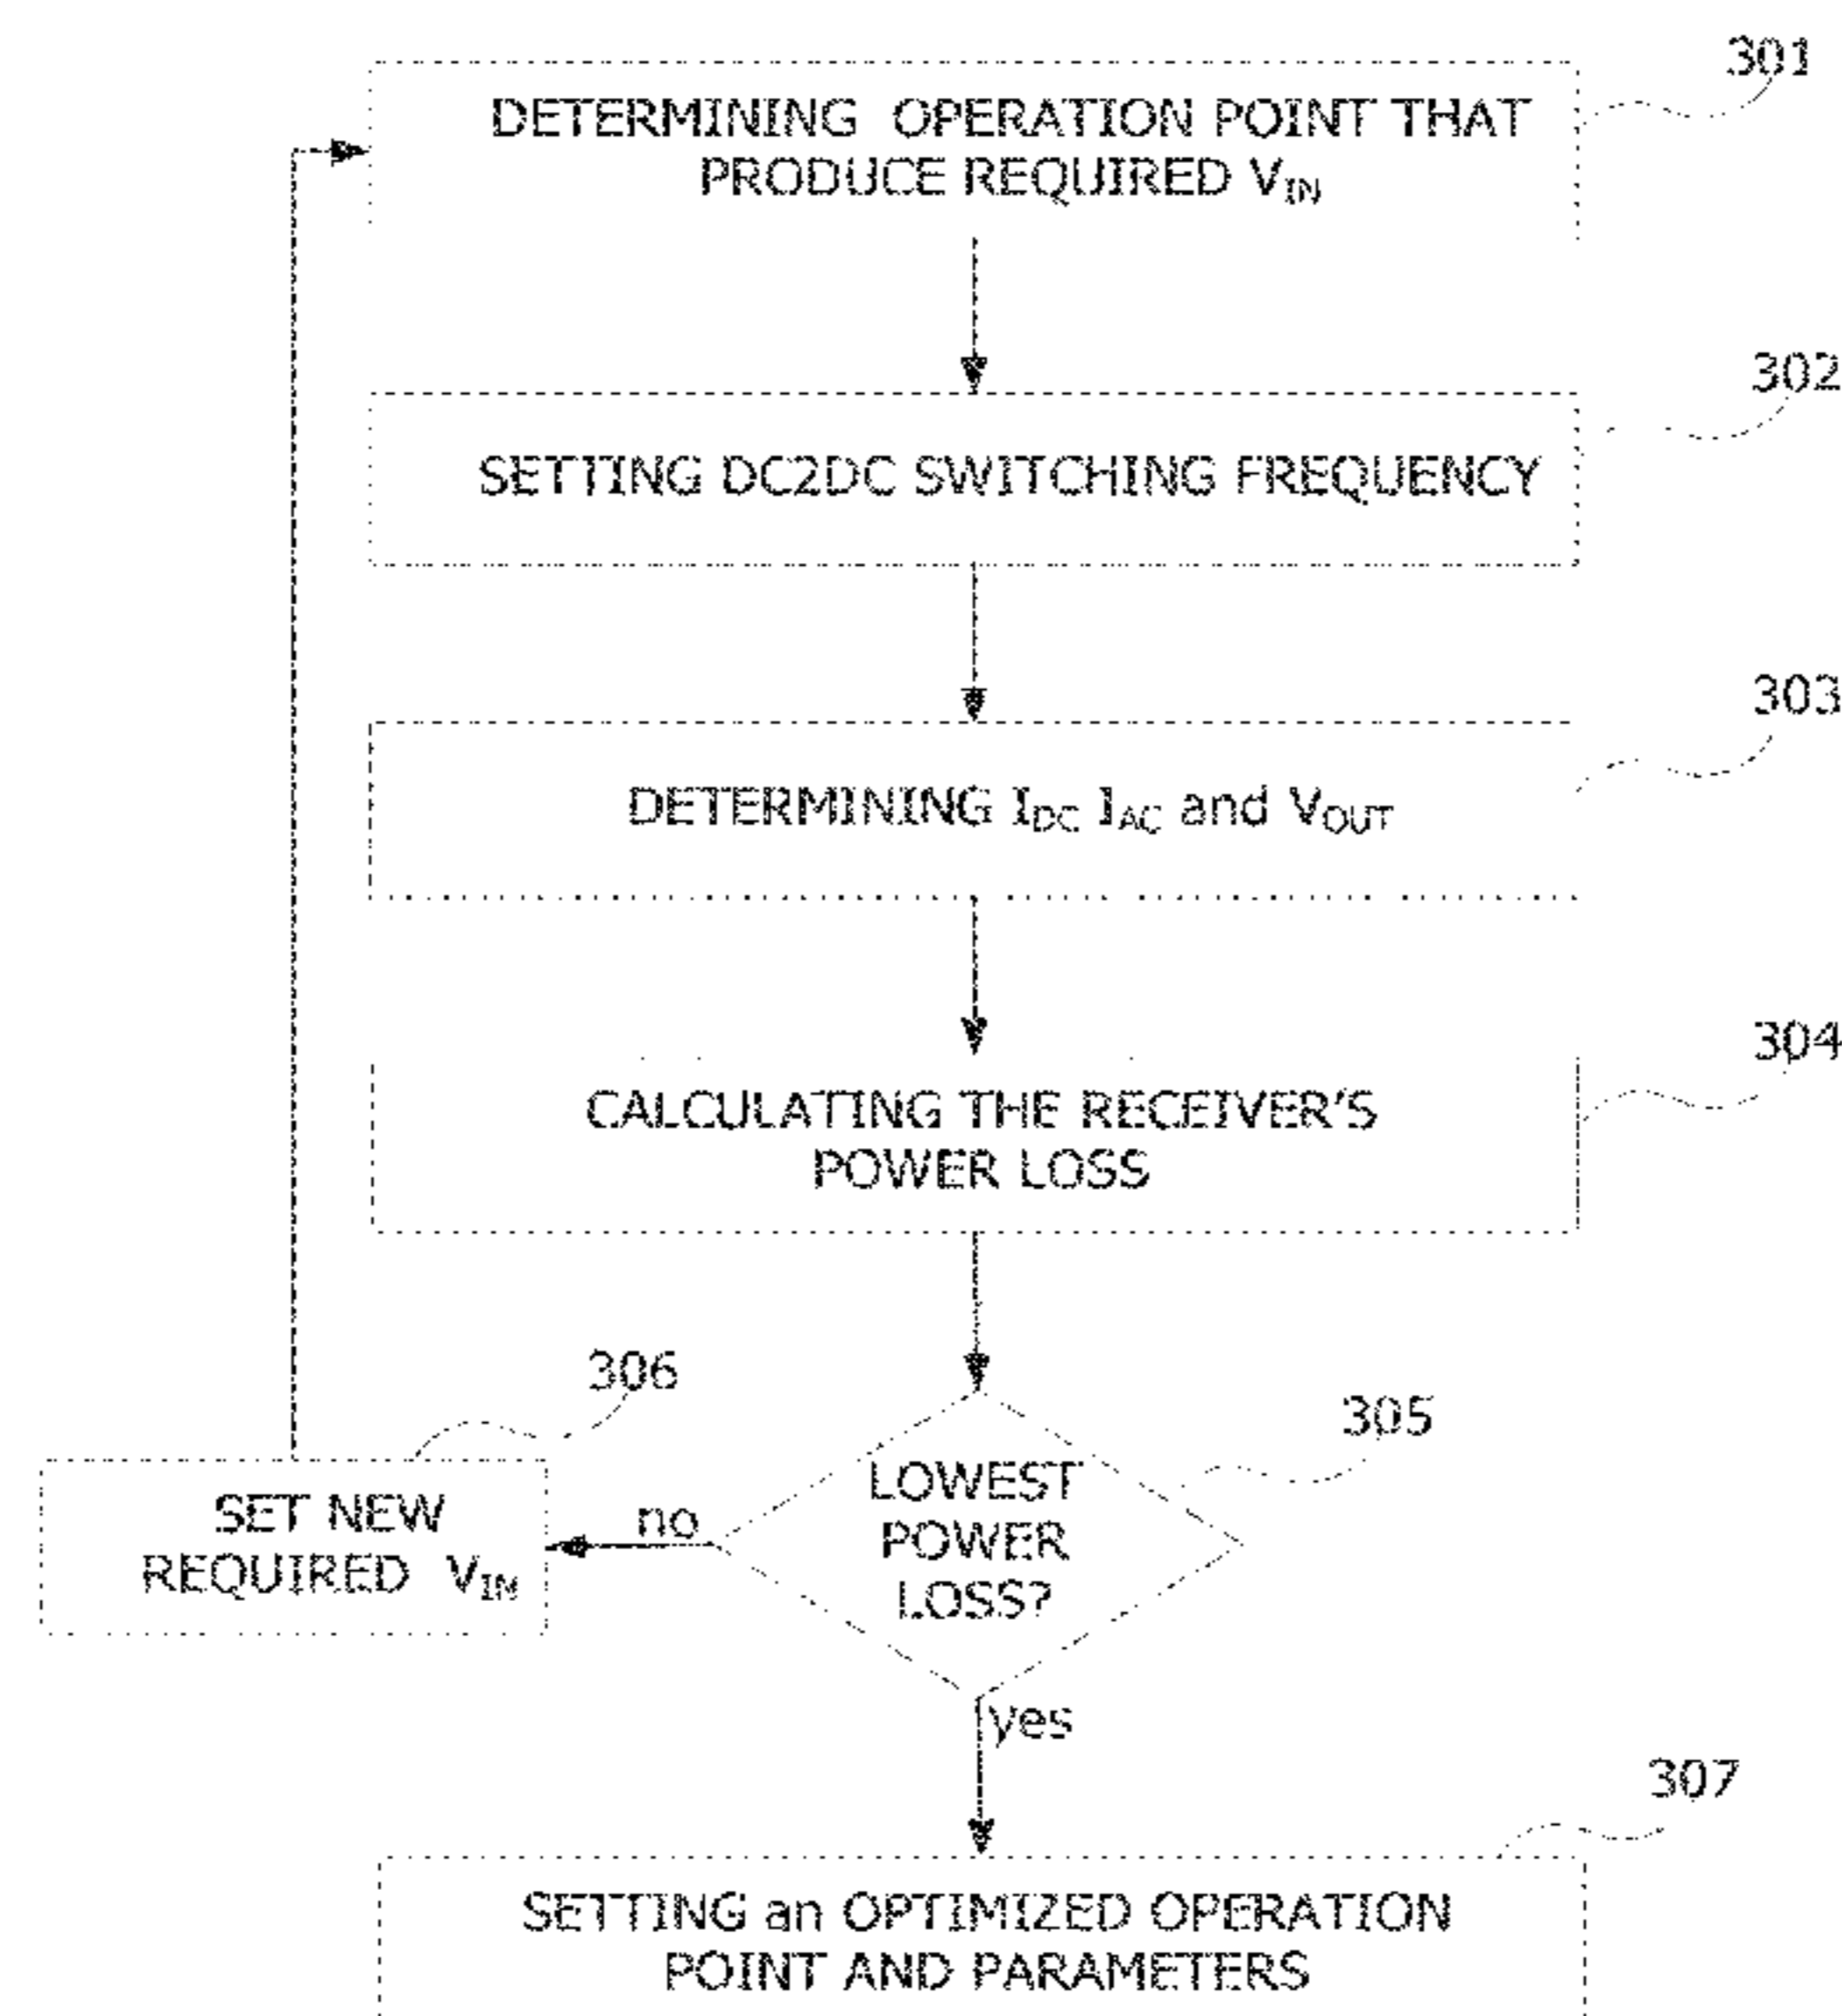 301
DETERMINING OPERATION POINT THAT
PRODUCE REQUIRED VIN
302
SETTING DC2DC SWITCHING FREQUENCY
303
DETERMINING IDC IAC and VOUT
304
CALCULATING THE RECEIVER'S
POWER LOSS
306
305
LOWEST
POWER
LOSS?
no
SET NEW
REQUIRED VIN
yes
307
SETTING an OPTIMIZED OPERATION
POINT AND PARAMETERS